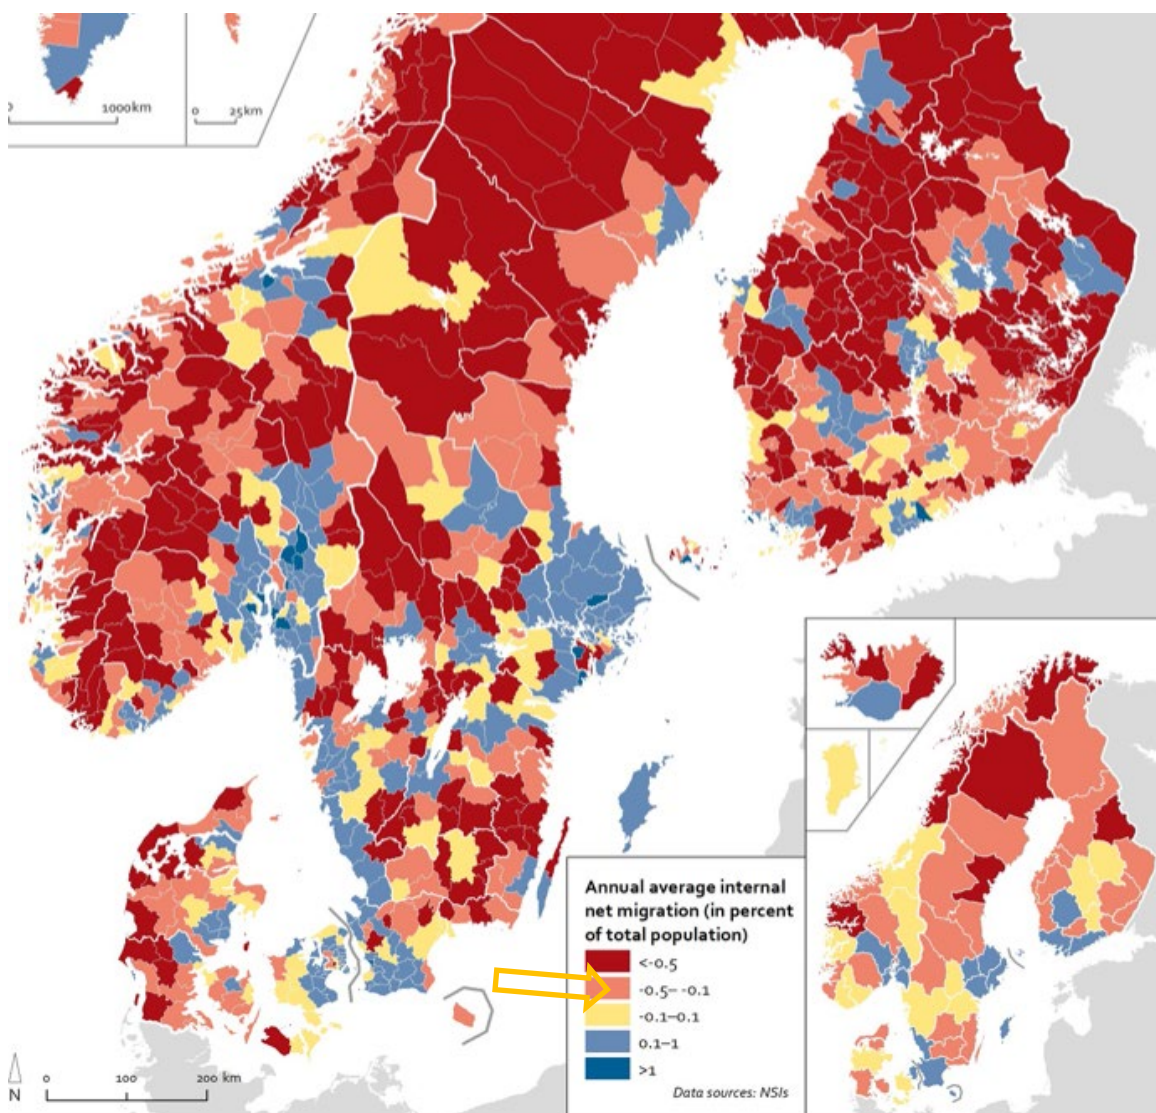 0
1000km
0
25km
Annual average internal
net migration (in percent
of total population)
<-0.5
-0.5– -0.1
-0.1–0.1
0.1–1
>1
Data sources: NSIs
N
0
100
200 km